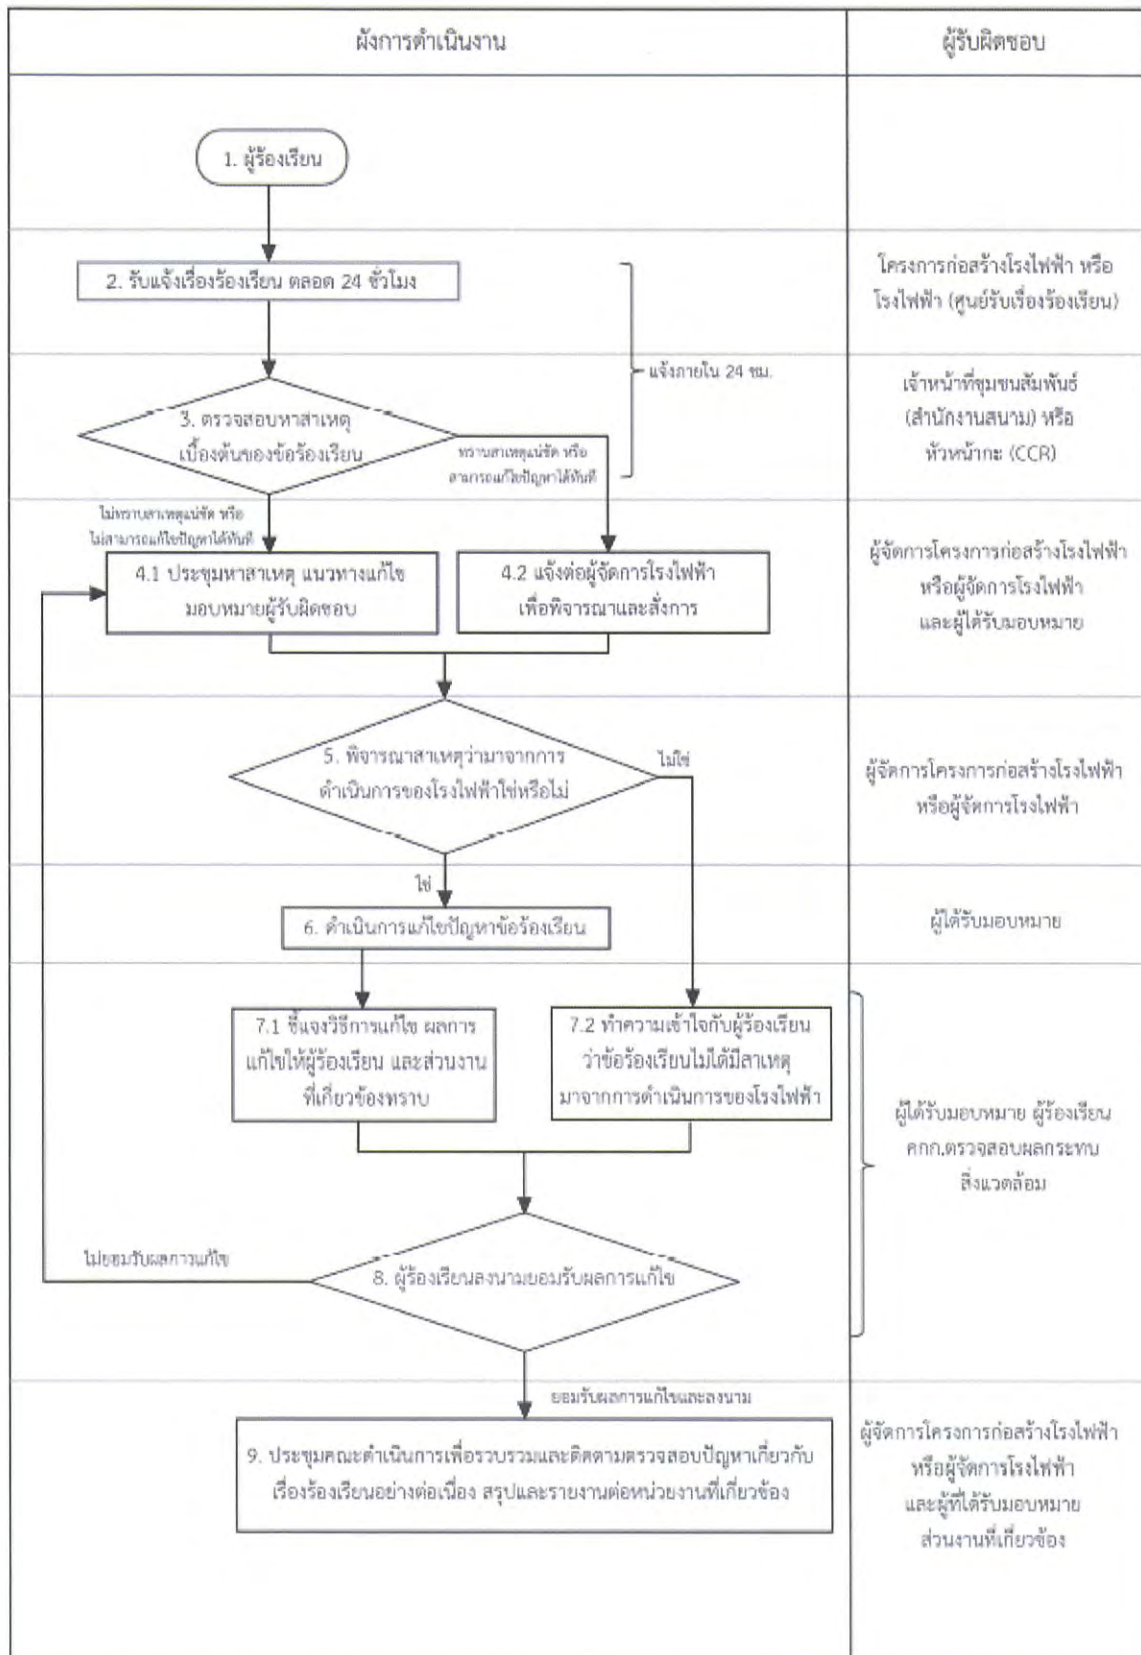 ผังการดำเนินงาน
ผู้รับผิดชอบ
1. ผู้ร้องเรียน
2. รับแจ้งเรื่องร้องเรียน ตลอด 24 ชั่วโมง
โครงการก่อสร้างโรงไฟฟ้า หรือ
โรงไฟฟ้า (ศูนย์รับเรื่องร้องเรียน)
แจ้งภายใน 24 ชม.
3. ตรวจสอบหาสาเหตุ
เบื้องต้นของข้อร้องเรียน
เจ้าหน้าที่ชุมชนสัมพันธ์
(สำนักงานสนาม) หรือ
หัวหน้ากะ (CCR)
ทราบสาเหตุแน่ชัด หรือ
สามารถแก้ไขปัญหาได้ทันที
ไม่ทราบสาเหตุแน่ชัด หรือ
ไม่สามารถแก้ไขปัญหาได้ทันที
4.1 ประชุมหาสาเหตุ แนวทางแก้ไข
มอบหมายผู้รับผิดชอบ
4.2 แจ้งต่อผู้จัดการโรงไฟฟ้า
เพื่อพิจารณาและสั่งการ
ผู้จัดการโครงการก่อสร้างโรงไฟฟ้า
หรือผู้จัดการโรงไฟฟ้า
และผู้ได้รับมอบหมาย
5. พิจารณาสาเหตุว่ามาจากการ
ดำเนินการของโรงไฟฟ้าใช่หรือไม่
ไม่ใช่
ผู้จัดการโครงการก่อสร้างโรงไฟฟ้า
หรือผู้จัดการโรงไฟฟ้า
ใช่
6. ดำเนินการแก้ไขปัญหาข้อร้องเรียน
ผู้ได้รับมอบหมาย
7.1 ชี้แจงวิธีการแก้ไข ผลการ
แก้ไขให้ผู้ร้องเรียน และส่วนงาน
ที่เกี่ยวข้องทราบ
7.2 ทำความเข้าใจกับผู้ร้องเรียน
ว่าข้อร้องเรียนไม่ได้มีสาเหตุ
มาจากการดำเนินการของโรงไฟฟ้า
ผู้ได้รับมอบหมาย ผู้ร้องเรียน
คกก.ตรวจสอบผลกระทบ
สิ่งแวดล้อม
ไม่ยอมรับผลการแก้ไข
8. ผู้ร้องเรียนลงนามยอมรับผลการแก้ไข
ยอมรับผลการแก้ไขและลงนาม
9. ประชุมคณะดำเนินการเพื่อรวบรวมและติดตามตรวจสอบปัญหาเกี่ยวกับ
เรื่องร้องเรียนอย่างต่อเนื่อง สรุปและรายงานต่อหน่วยงานที่เกี่ยวข้อง
ผู้จัดการโครงการก่อสร้างโรงไฟฟ้า
หรือผู้จัดการโรงไฟฟ้า
และผู้ที่ได้รับมอบหมาย
ส่วนงานที่เกี่ยวข้อง